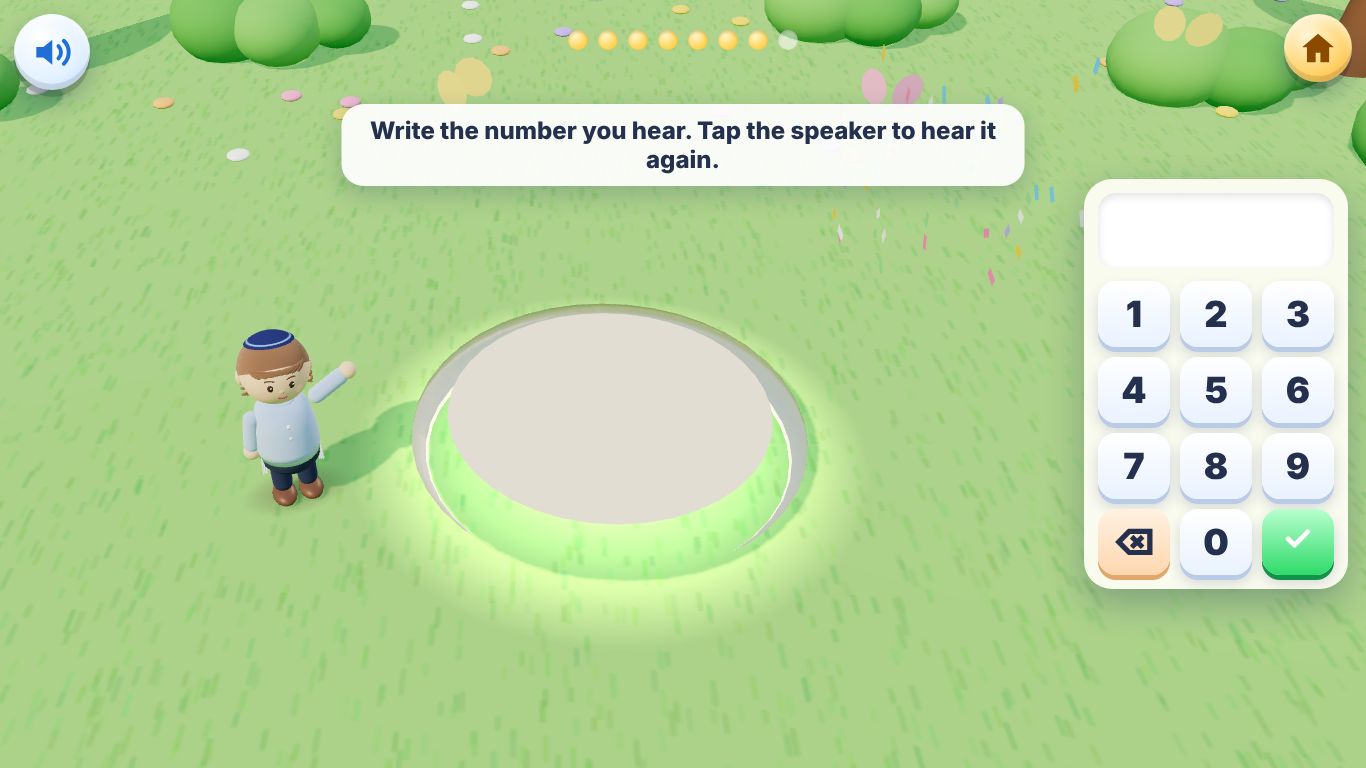 Write the number you hear. Tap the speaker to hear it
again.
1 2 3
4 5 6
7 8 9
0